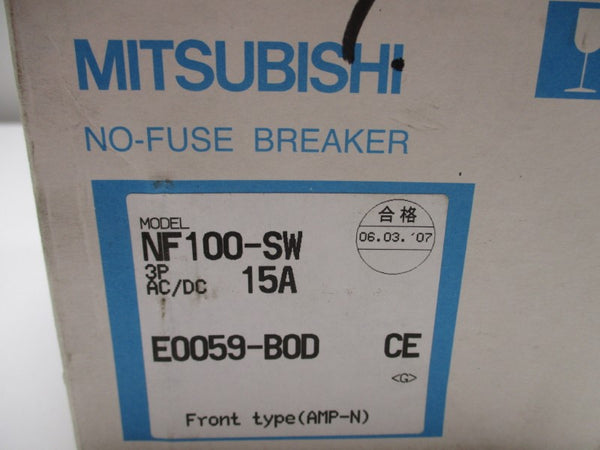 MITSUBISHI
NO-FUSE BREAKER
MODEL
NF100-SW
3P
AC/DC 15A
合格
06.03.'07
E0059-B0D CE
<G>
Front type(AMP-N)